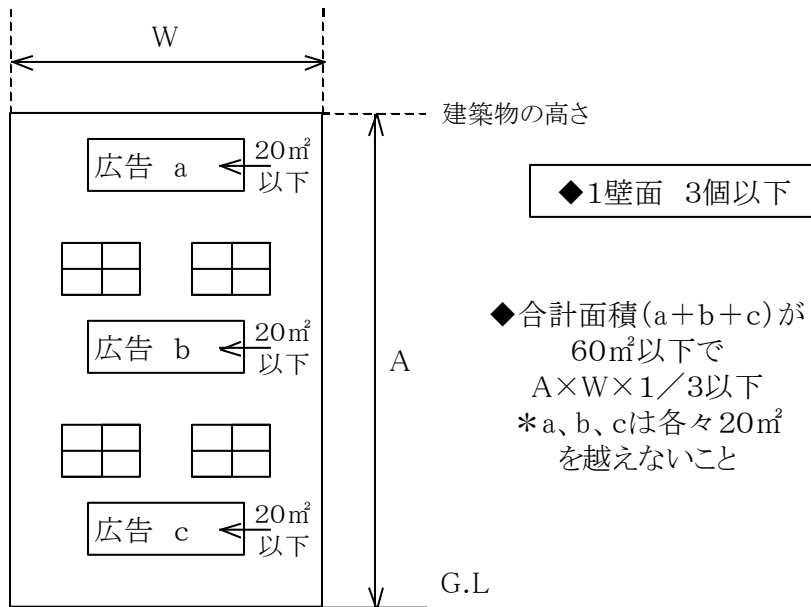 W
建築物の高さ
広告 a
20㎡
以下
◆1壁面 3個以下
広告 b
20㎡
以下
A
◆合計面積(a+b+c)が
60㎡以下で
A×W×1/3以下
*a、b、cは各々20㎡
を越えないこと
広告 c
20㎡
以下
G.L